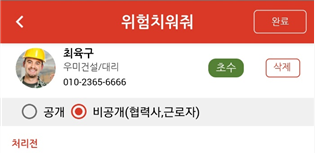 위험치워줘
완료
최육구
우미건설/대리
010-2365-6666
초수
삭제
공개
비공개(협력사,근로자)
처리전